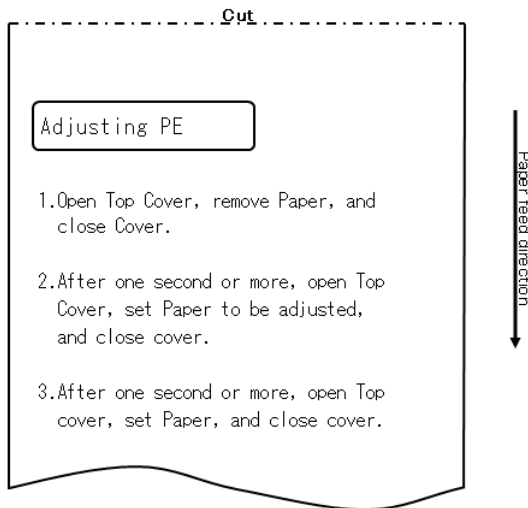 Cut
Adjusting PE
1.Open Top Cover, remove Paper, and
close Cover.
2.After one second or more, open Top
Cover, set Paper to be adjusted,
and close cover.
3.After one second or more, open Top
cover, set Paper, and close cover.
Paper feed direction